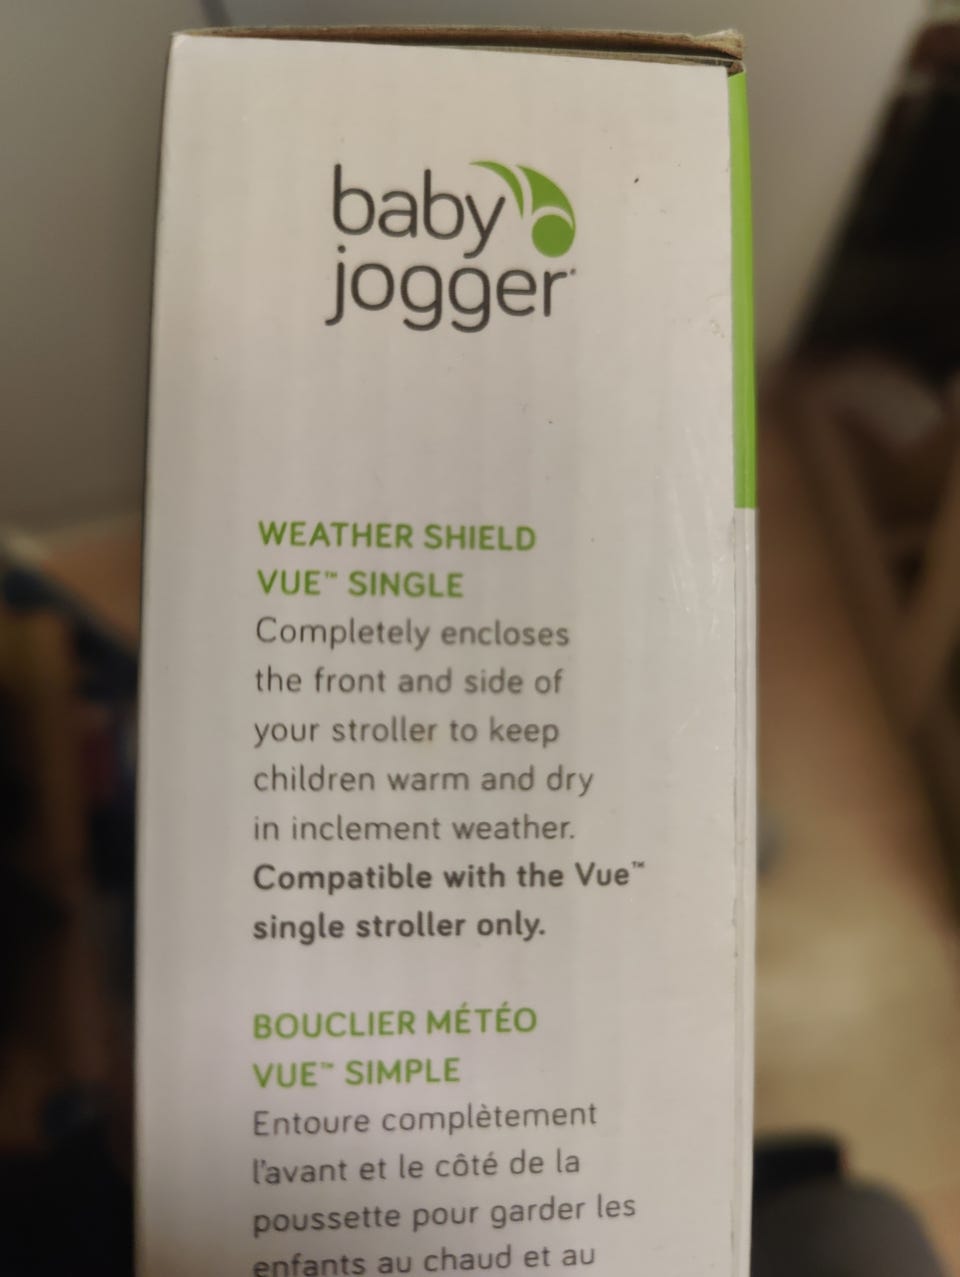 baby
jogger
WEATHER SHIELD
VUE™ SINGLE
Completely encloses
the front and side of
your stroller to keep
children warm and dry
in inclement weather.
Compatible with the Vue™
single stroller only.
BOUCLIER MÉTÉO
VUE™ SIMPLE
Entoure complètement
l'avant et le côté de la
poussette pour garder les
enfants au chaud et au